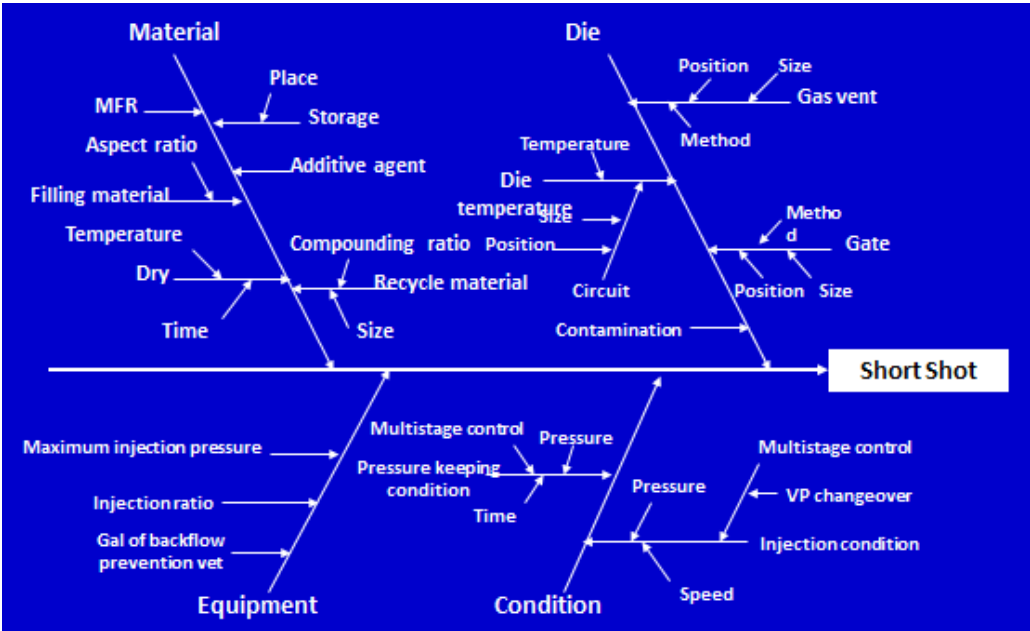 Material
Die
Place
MFR
Storage
Aspect ratio
Additive agent
Filling material
Temperature
Compounding ratio
Dry
Recycle material
Time
Size
Position
Size
Gas vent
Method
Temperature
Die
temperature
Size
Position
Circuit
Metho
d
Gate
Position
Size
Contamination
Short Shot
Maximum injection pressure
Injection ratio
Gal of backflow
prevention vet
Equipment
Multistage control
Pressure
Pressure keeping
condition
Time
Multistage control
VP changeover
Pressure
Injection condition
Speed
Condition